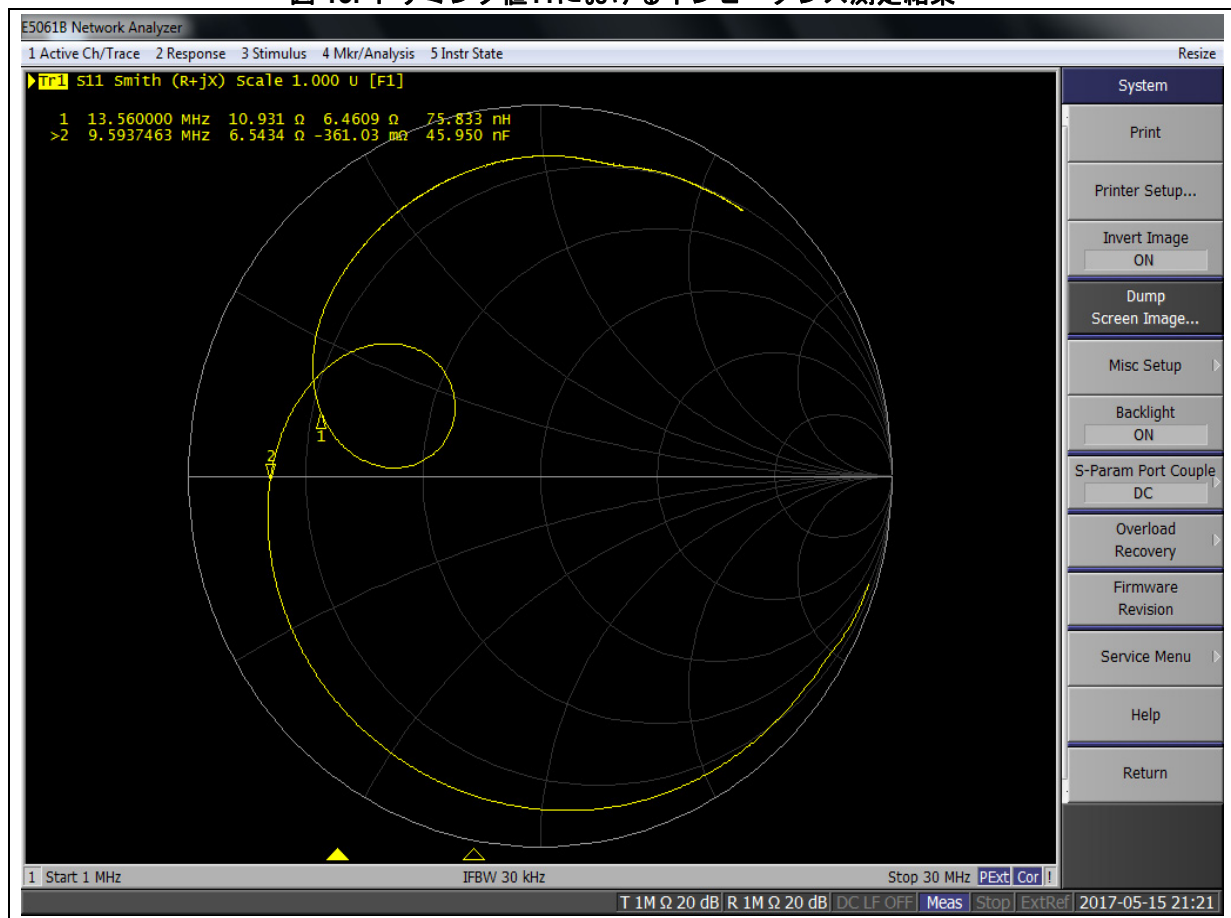 E5061B Network Analyzer
1 Active Ch/Trace 2 Response 3 Stimulus 4 Mkr/Analysis 5 Instr State
Resize
Tr1 S11 Smith (R+jX) Scale 1.000 U [F1]
1 13.560000 MHz 10.931 Ω 6.4609 Ω 75.833 nH
>2 9.5937463 MHz 6.5434 Ω -361.03 mΩ 45.950 nF
1
2
System
Print
Printer Setup...
Invert Image
ON
Dump
Screen Image...
Misc Setup
Backlight
ON
S-Param Port Couple
DC
Overload
Recovery
Firmware
Revision
Service Menu
Help
Return
1 Start 1 MHz IFBW 30 kHz Stop 30 MHz PExt Cor !
T 1M Ω 20 dB R 1M Ω 20 dB DC LF OFF Meas Stop ExtRef 2017-05-15 21:21